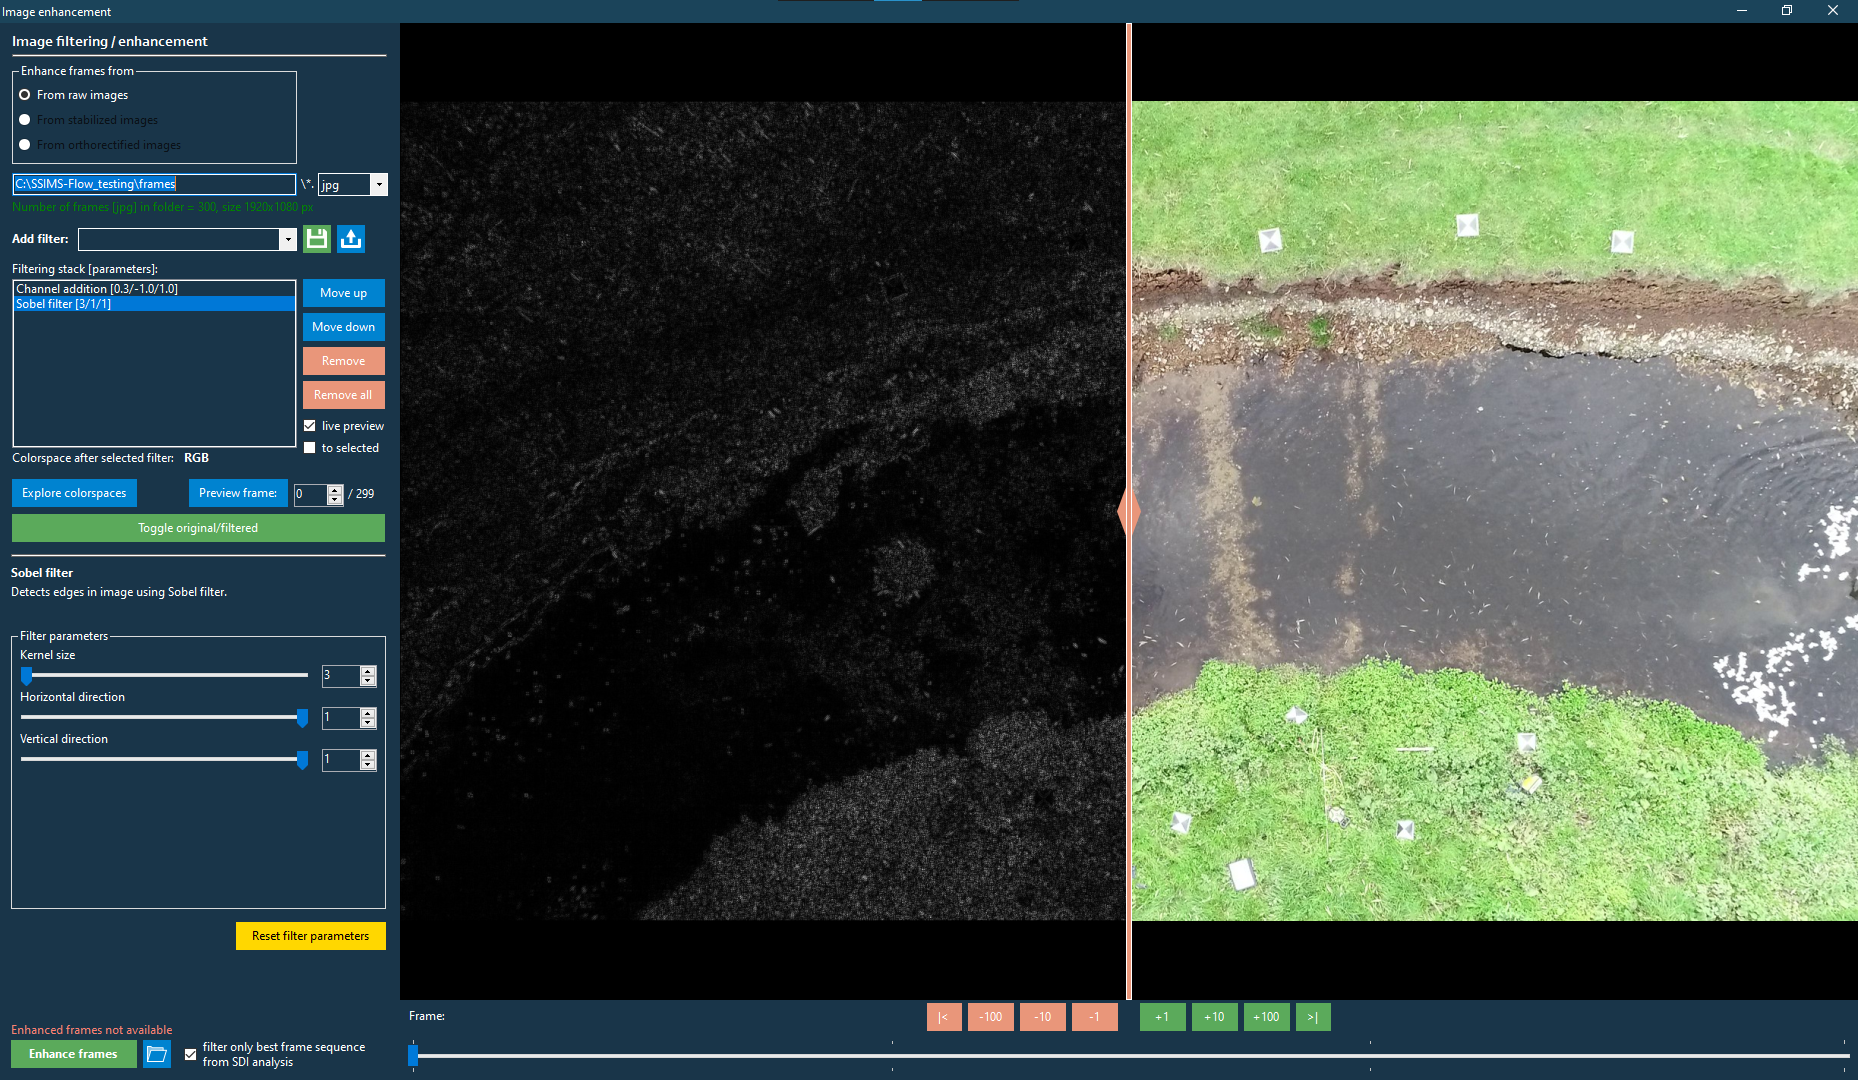 Image enhancement
Image filtering / enhancement
Enhance frames from
From raw images
From stabilized images
From orthorectified images
C:\SSIMS-Flow_testing\frames \*. jpg
Number of frames [jpg] in folder = 300, size 1920x1080 px
Add filter:
Filtering stack [parameters]:
Channel addition [0.3/-1.0/1.0]
Sobel filter [3/1/1]
Move up
Move down
Remove
Remove all
live preview
to selected
Colorspace after selected filter: RGB
Explore colorspaces
Preview frame: 0 / 299
Toggle original/filtered
Sobel filter
Detects edges in image using Sobel filter.
Filter parameters
Kernel size
3
Horizontal direction
1
Vertical direction
1
Reset filter parameters
Enhanced frames not available
Enhance frames
filter only best frame sequence
from SDI analysis
Frame:
|< -100 -10 -1 +1 +10 +100 >|